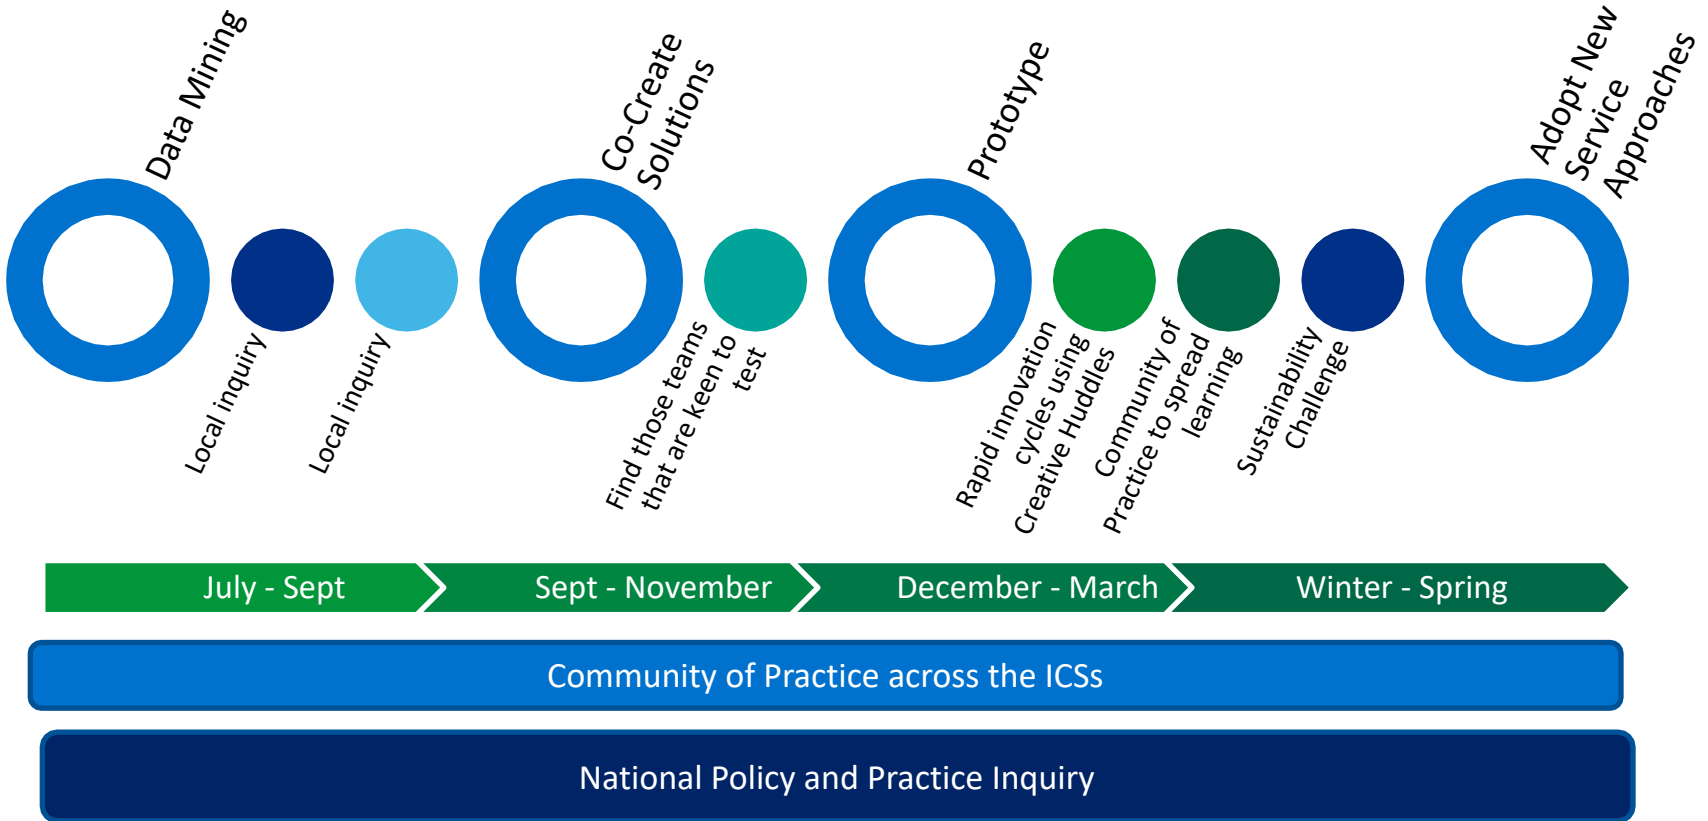 Data Mining
Local inquiry
Local inquiry
Co-Create
Solutions
Find those teams
that are keen to
test
Prototype
Rapid innovation
cycles using
Creative Huddles
Community of
Practice to spread
learning
Sustainability
Challenge
Adopt New
Service
Approaches
July - Sept
Sept - November
December - March
Winter - Spring
Community of Practice across the ICSs
National Policy and Practice Inquiry